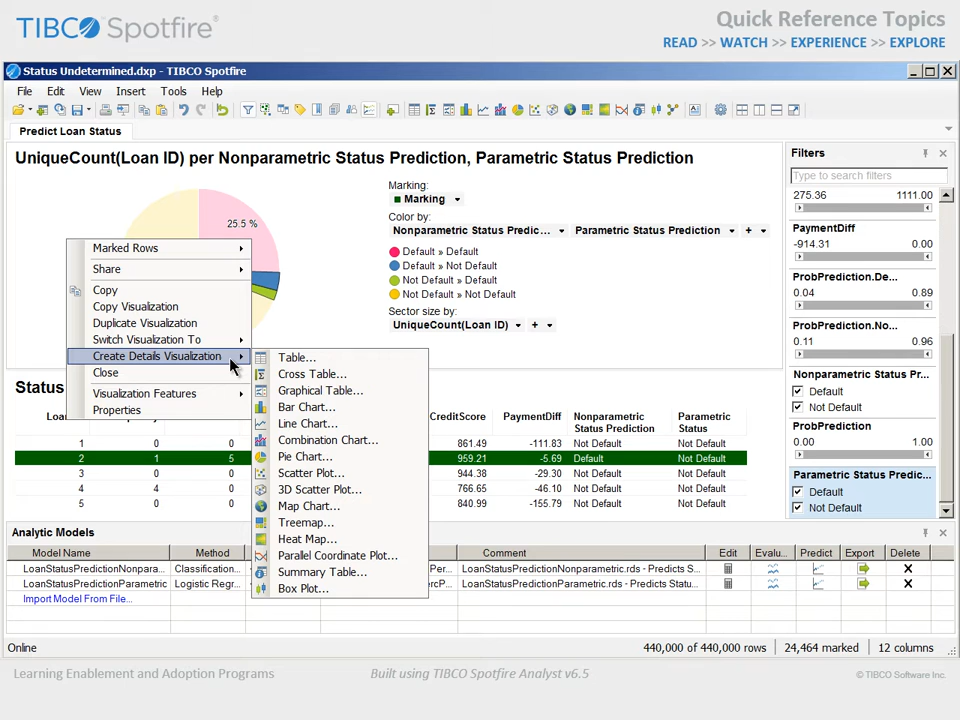 TIBCO Spotfire®
Quick Reference Topics
READ >> WATCH >> EXPERIENCE >> EXPLORE
Status Undetermined.dxp - TIBCO Spotfire
File Edit View Insert Tools Help
Predict Loan Status
UniqueCount(Loan ID) per Nonparametric Status Prediction, Parametric Status Prediction
25.5 %
Marking:
Marking
Color by:
Nonparametric Status Predic... Parametric Status Prediction +
Default » Default
Default » Not Default
Not Default » Default
Not Default » Not Default
Sector size by:
UniqueCount(Loan ID) +
Marked Rows
Share
Copy
Copy Visualization
Duplicate Visualization
Switch Visualization To
Create Details Visualization
Close
Visualization Features
Properties
Table...
Cross Table...
Graphical Table...
Bar Chart...
Line Chart...
Combination Chart...
Pie Chart...
Scatter Plot...
3D Scatter Plot...
Map Chart...
Treemap...
Heat Map...
Parallel Coordinate Plot...
Summary Table...
Box Plot...
Filters
Type to search filters
275.36 1111.00
PaymentDiff
-914.31 0.00
ProbPrediction.De...
0.04 0.89
ProbPrediction.No...
0.11 0.96
Nonparametric Status Pr...
Default
Not Default
ProbPrediction
0.00 1.00
Parametric Status Predic...
Default
Not Default
Status
CreditScore PaymentDiff Nonparametric Status Prediction Parametric Status
1 0 0 861.49 -111.83 Not Default Not Default
2 1 5 959.21 -5.69 Default Not Default
3 0 0 944.38 -29.30 Not Default Not Default
4 4 0 766.65 -46.10 Not Default Not Default
5 0 0 840.99 -155.79 Not Default Not Default
Analytic Models
Model Name Method Comment Edit Evalu... Predict Export Delete
LoanStatusPredictionNonpara... Classification... LoanStatusPredictionNonparametric.rds - Predicts S...
LoanStatusPredictionParametric Logistic Regr... LoanStatusPredictionParametric.rds - Predicts Statu...
Import Model From File...
Online 440,000 of 440,000 rows 24,464 marked 12 columns
Learning Enablement and Adoption Programs
Built using TIBCO Spotfire Analyst v6.5
© TIBCO Software Inc.